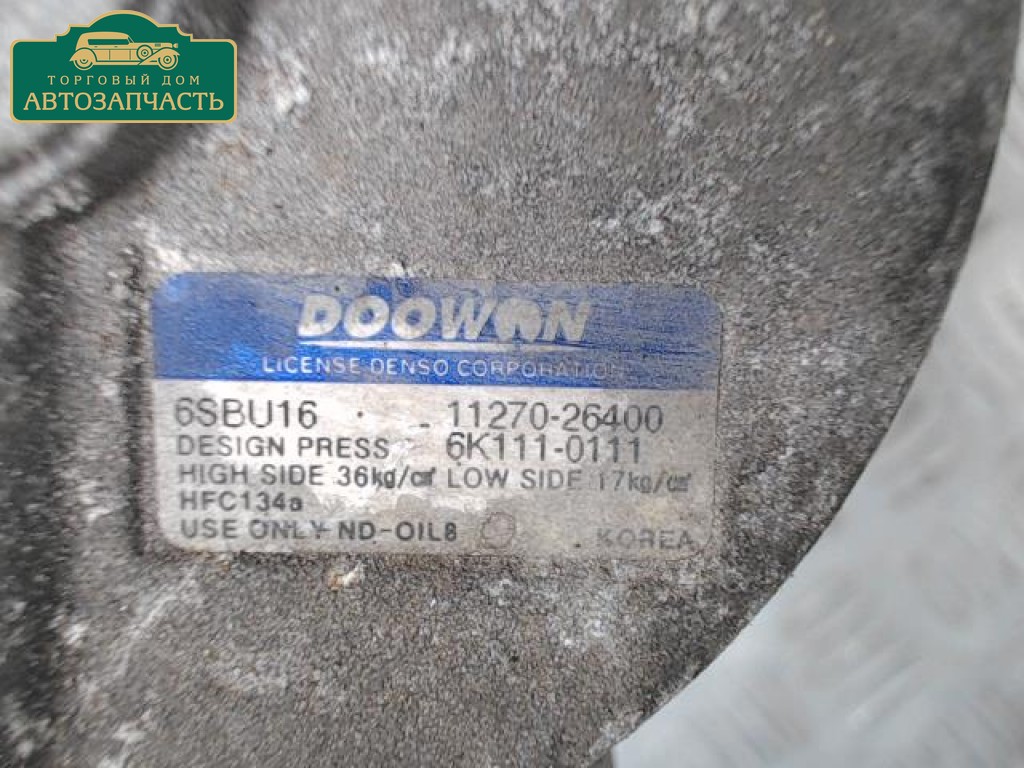 ТОРГОВЫЙ ДОМ
АВТОЗАПЧАСТЬ
DOOWON
LICENSE DENSO CORPORATION
6SBU16 11270-26400
DESIGN PRESS 6K111-0111
HIGH SIDE 36kg/㎠ LOW SIDE 17kg/㎠
HFC134a
USE ONLY ND-OIL8 KOREA